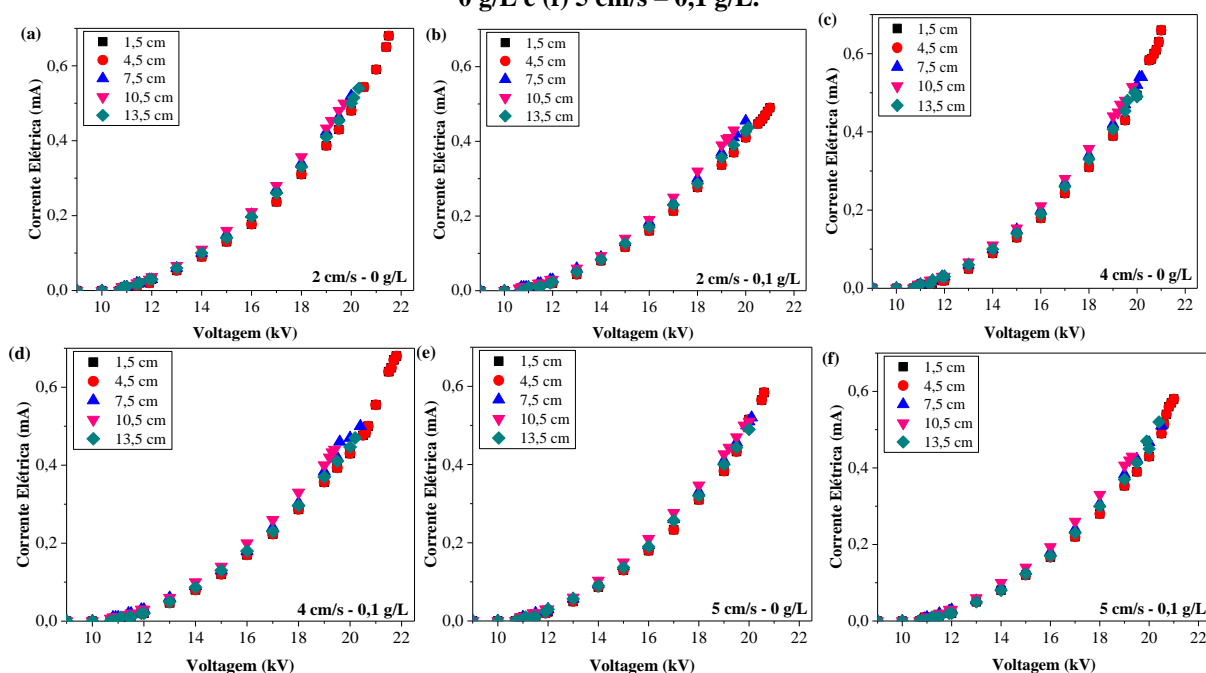 0 g/L e (f) 5 cm/s – 0,1 g/L.
(a)
1,5 cm
4,5 cm
7,5 cm
10,5 cm
13,5 cm
Corrente Elétrica (mA)
0,6
0,4
0,2
0,0
10 12 14 16 18 20 22
2 cm/s - 0 g/L
Voltagem (kV)
(b)
1,5 cm
4,5 cm
7,5 cm
10,5 cm
13,5 cm
Corrente Elétrica (mA)
0,6
0,4
0,2
0,0
10 12 14 16 18 20 22
2 cm/s - 0,1 g/L
Voltagem (kV)
(c)
1,5 cm
4,5 cm
7,5 cm
10,5 cm
13,5 cm
Corrente Elétrica (mA)
0,6
0,4
0,2
0,0
10 12 14 16 18 20 22
4 cm/s - 0 g/L
Voltagem (kV)
(d)
1,5 cm
4,5 cm
7,5 cm
10,5 cm
13,5 cm
Corrente Elétrica (mA)
0,6
0,4
0,2
0,0
10 12 14 16 18 20 22
4 cm/s - 0,1 g/L
Voltagem (kV)
(e)
1,5 cm
4,5 cm
7,5 cm
10,5 cm
13,5 cm
Corrente Elétrica (mA)
0,6
0,4
0,2
0,0
10 12 14 16 18 20 22
5 cm/s - 0 g/L
Voltagem (kV)
(f)
1,5 cm
4,5 cm
7,5 cm
10,5 cm
13,5 cm
Corrente Elétrica (mA)
0,6
0,4
0,2
0,0
10 12 14 16 18 20 22
5 cm/s - 0,1 g/L
Voltagem (kV)